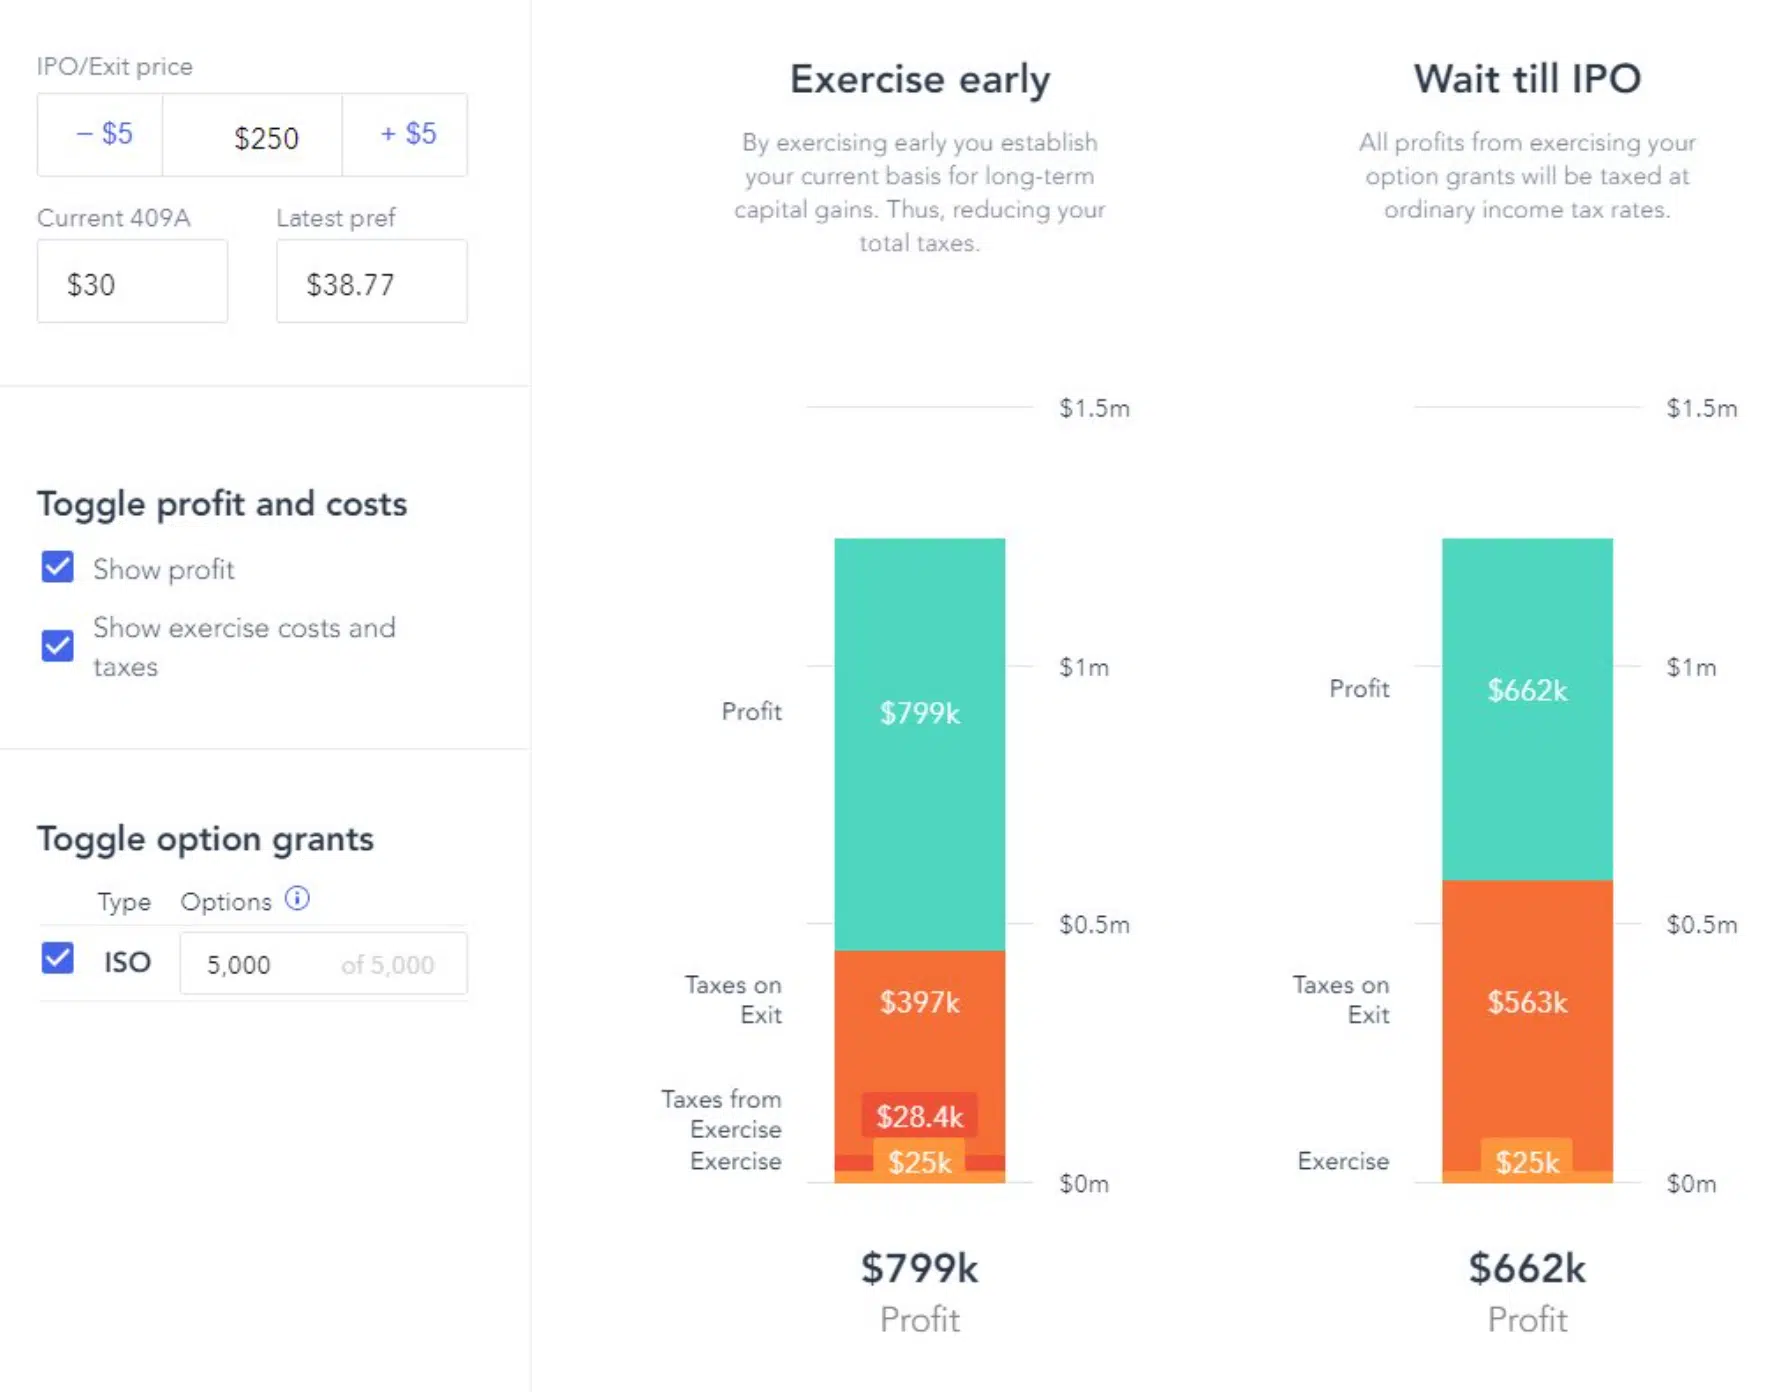 IPO/Exit price
– $5 $250 + $5
Current 409A Latest pref
$30 $38.77
Toggle profit and costs
Show profit
Show exercise costs and
taxes
Toggle option grants
Type Options i
ISO 5,000 of 5,000
Exercise early
By exercising early you establish
your current basis for long-term
capital gains. Thus, reducing your
total taxes.
$1.5m
$1m
Profit $799k
$0.5m
Taxes on
Exit
$397k
Taxes from
Exercise
$28.4k
Exercise $25k
$0m
$799k
Profit
Wait till IPO
All profits from exercising your
option grants will be taxed at
ordinary income tax rates.
$1.5m
$1m
Profit $662k
$0.5m
Taxes on
Exit
$563k
Exercise $25k
$0m
$662k
Profit